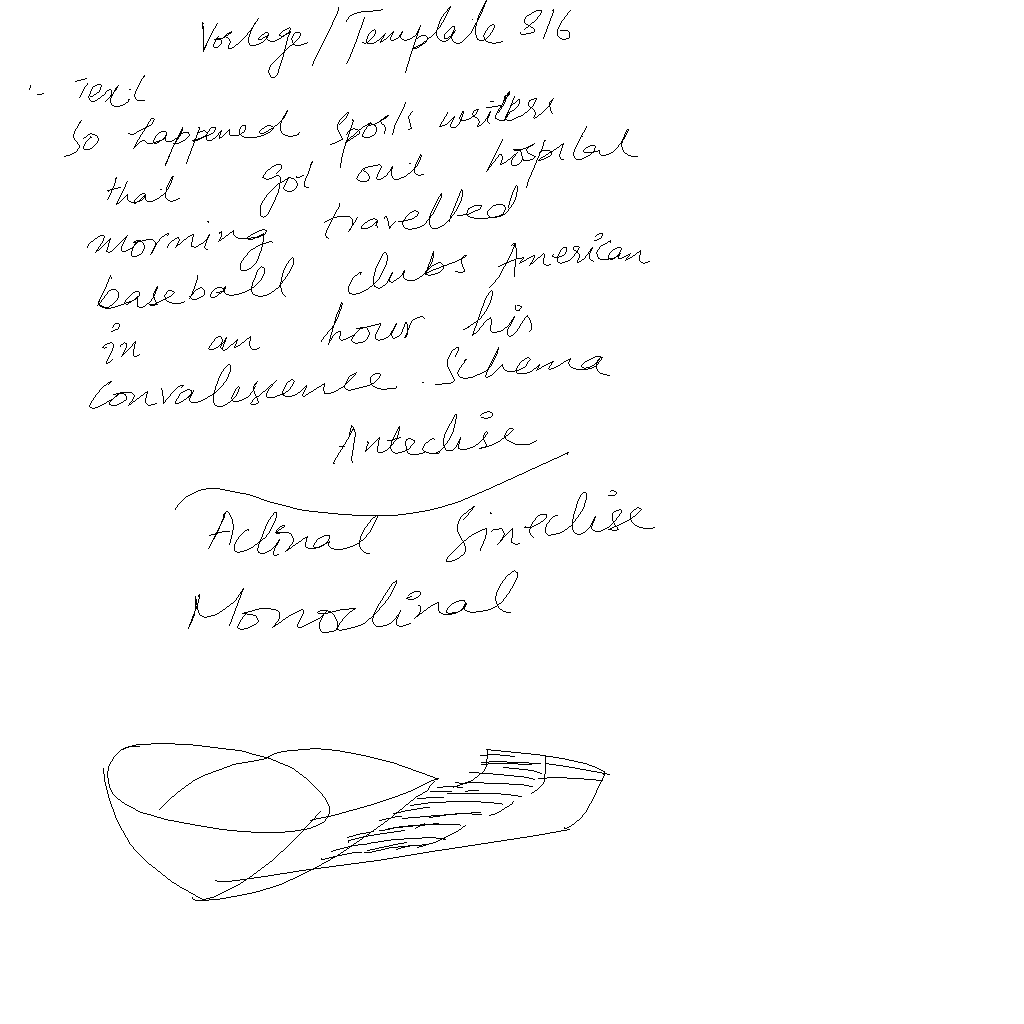 Vorlage/Template 816
:- Text
So happened sports writers
that got out hospital
morning travelled
baseball clubs American
in an hour his
convalescence. Schema
Anteclise
Aclinal Sineclise
Monoclinal